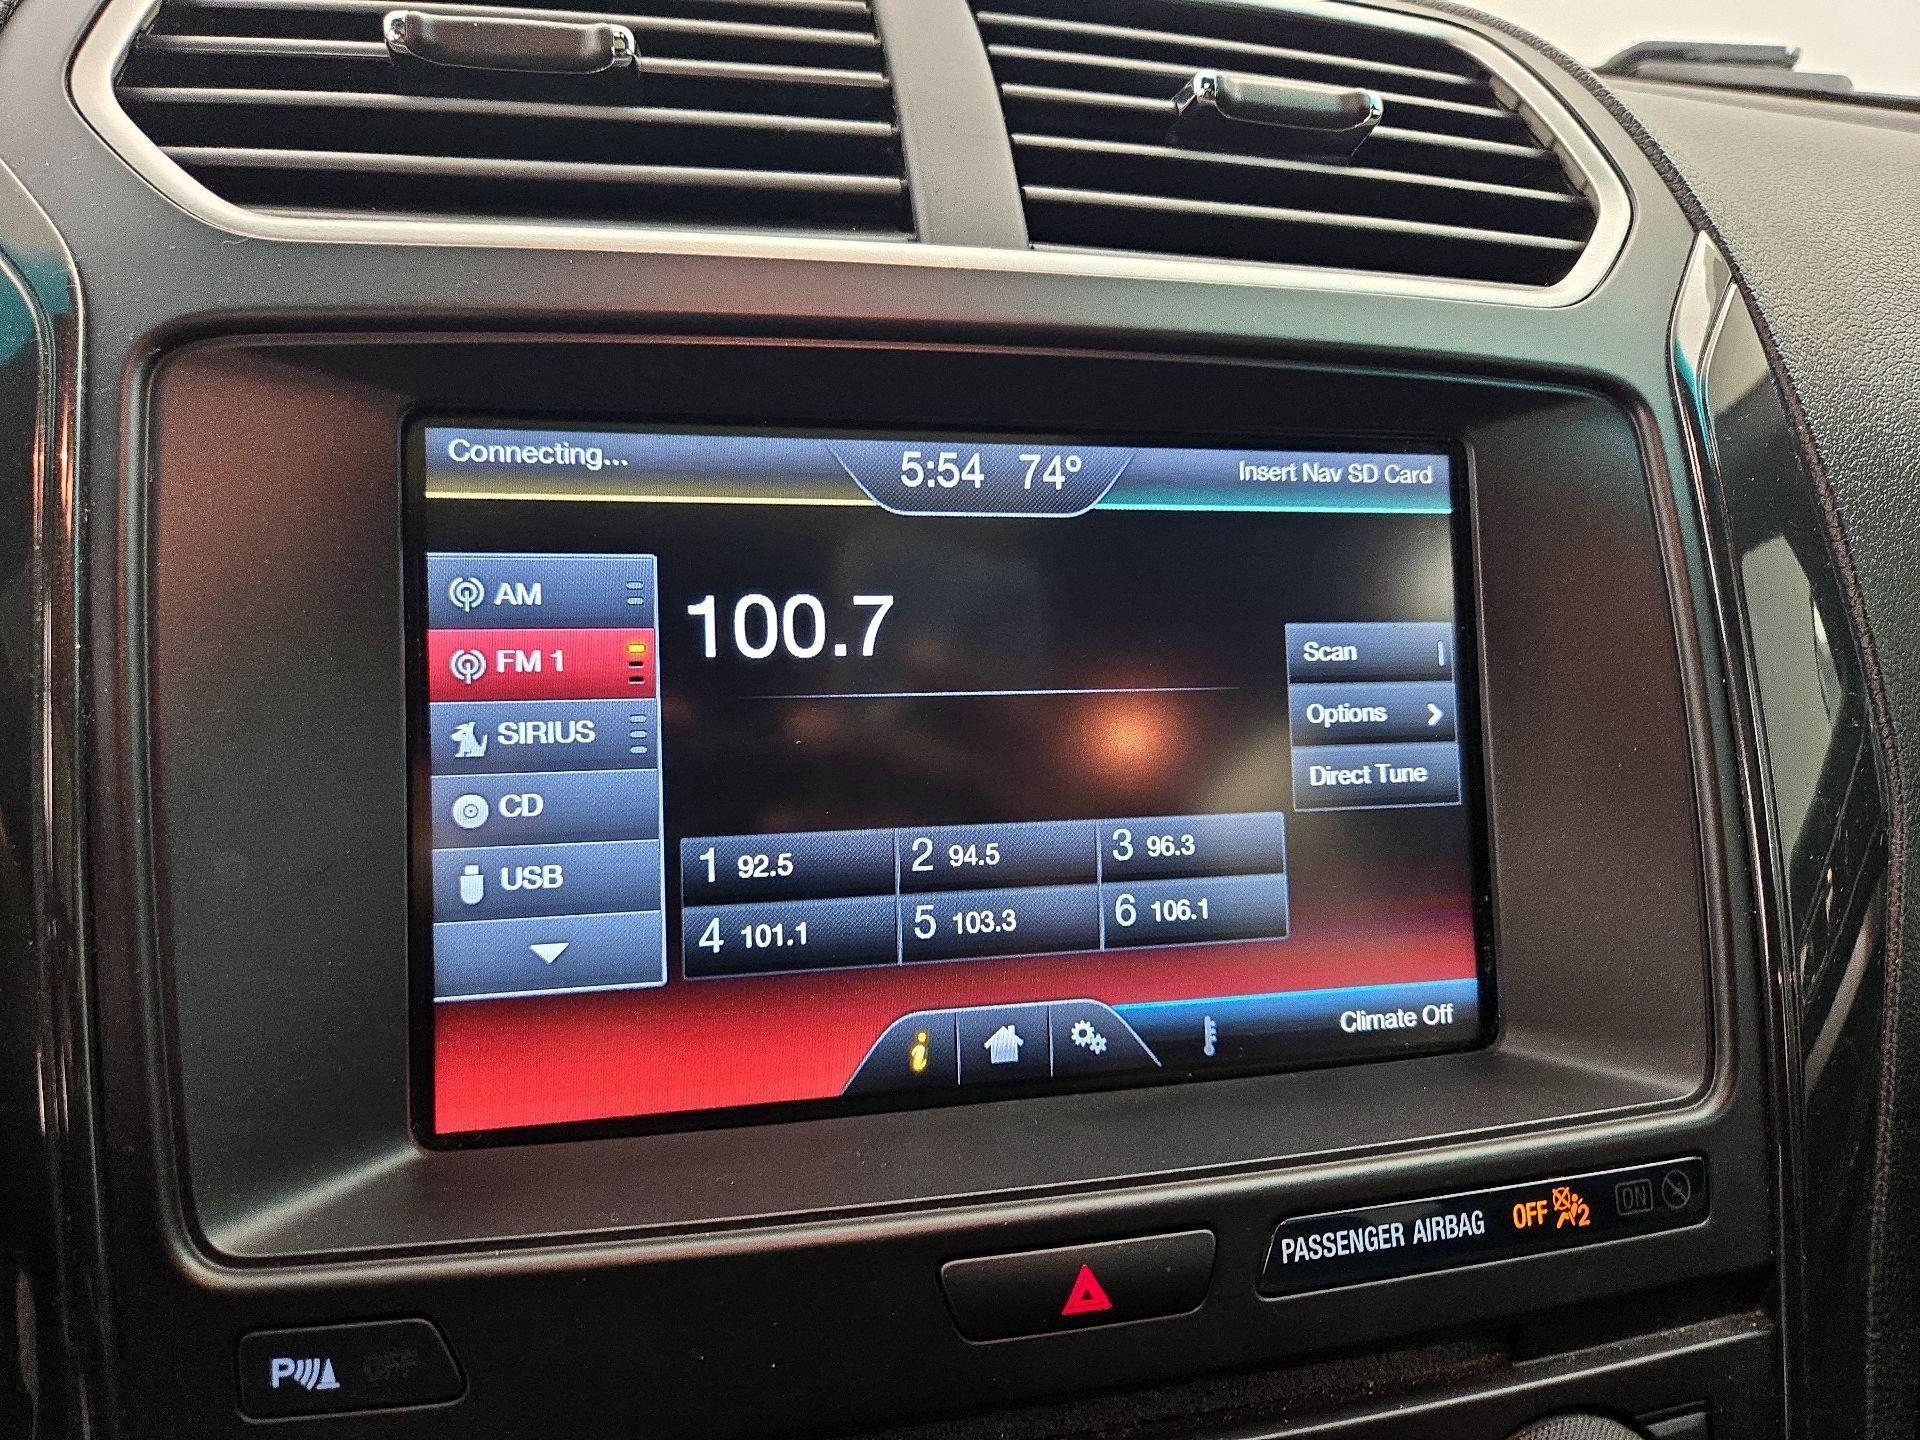 Connecting...
5:54 74°
Insert Nav SD Card
AM
FM 1
SIRIUS
CD
USB
100.7
Scan
Options
Direct Tune
1 92.5
2 94.5
3 96.3
4 101.1
5 103.3
6 106.1
i
Climate Off
PASSENGER AIRBAG OFF 2 ON
P OFF